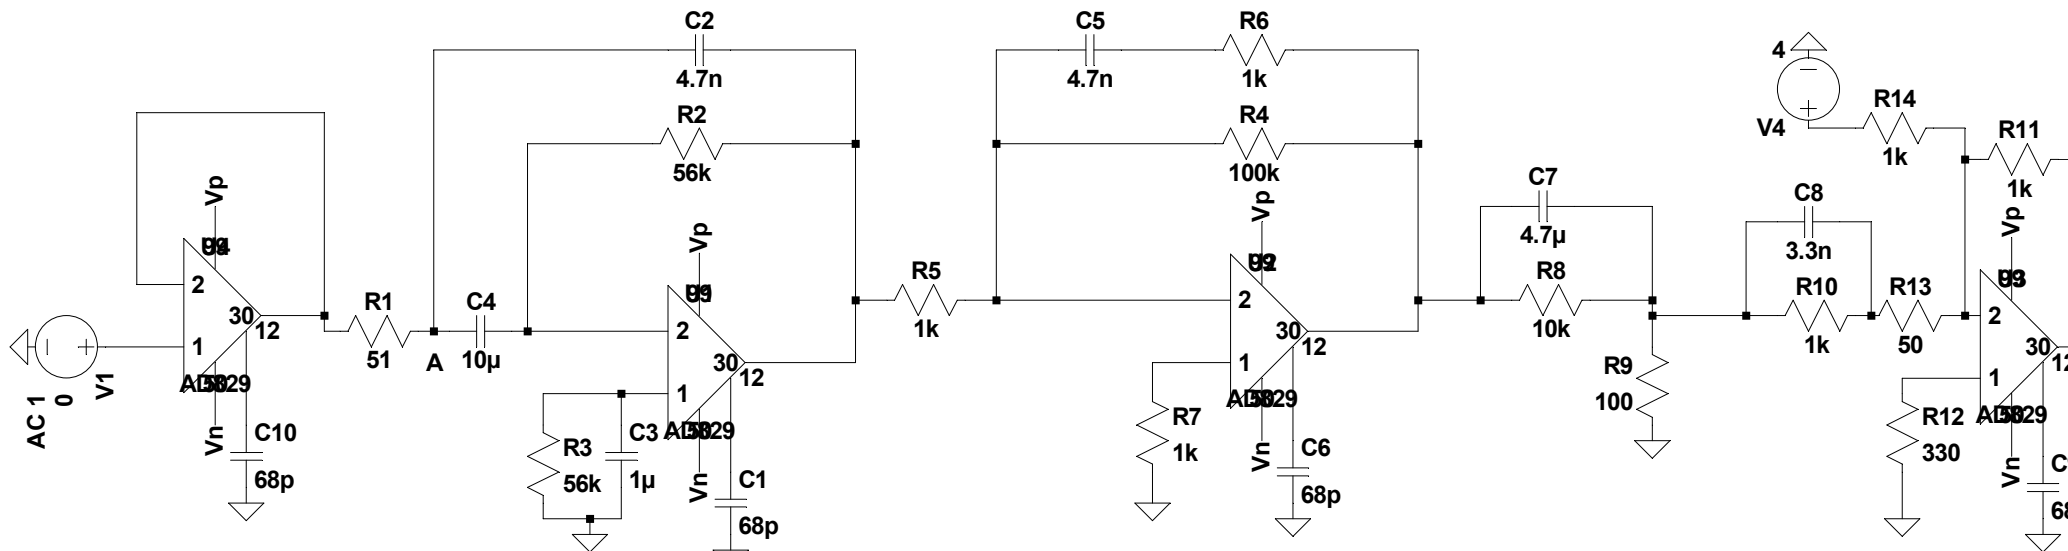 C2
4.7n
R2
56k
C5
4.7n
R6
1k
R4
100k
4
V4
R14
1k
R11
1k
C7
4.7µ
R8
10k
C8
3.3n
R10
1k
R13
50
Vp
2
1
30
12
Vn
AC 1
0
V1
C10
68p
R1
51
A
C4
10µ
Vp
2
1
30
12
Vn
R3
56k
C3
1µ
C1
68p
R5
1k
Vp
2
1
30
12
Vn
R7
1k
C6
68p
R9
100
Vp
2
1
30
Vn
R12
330